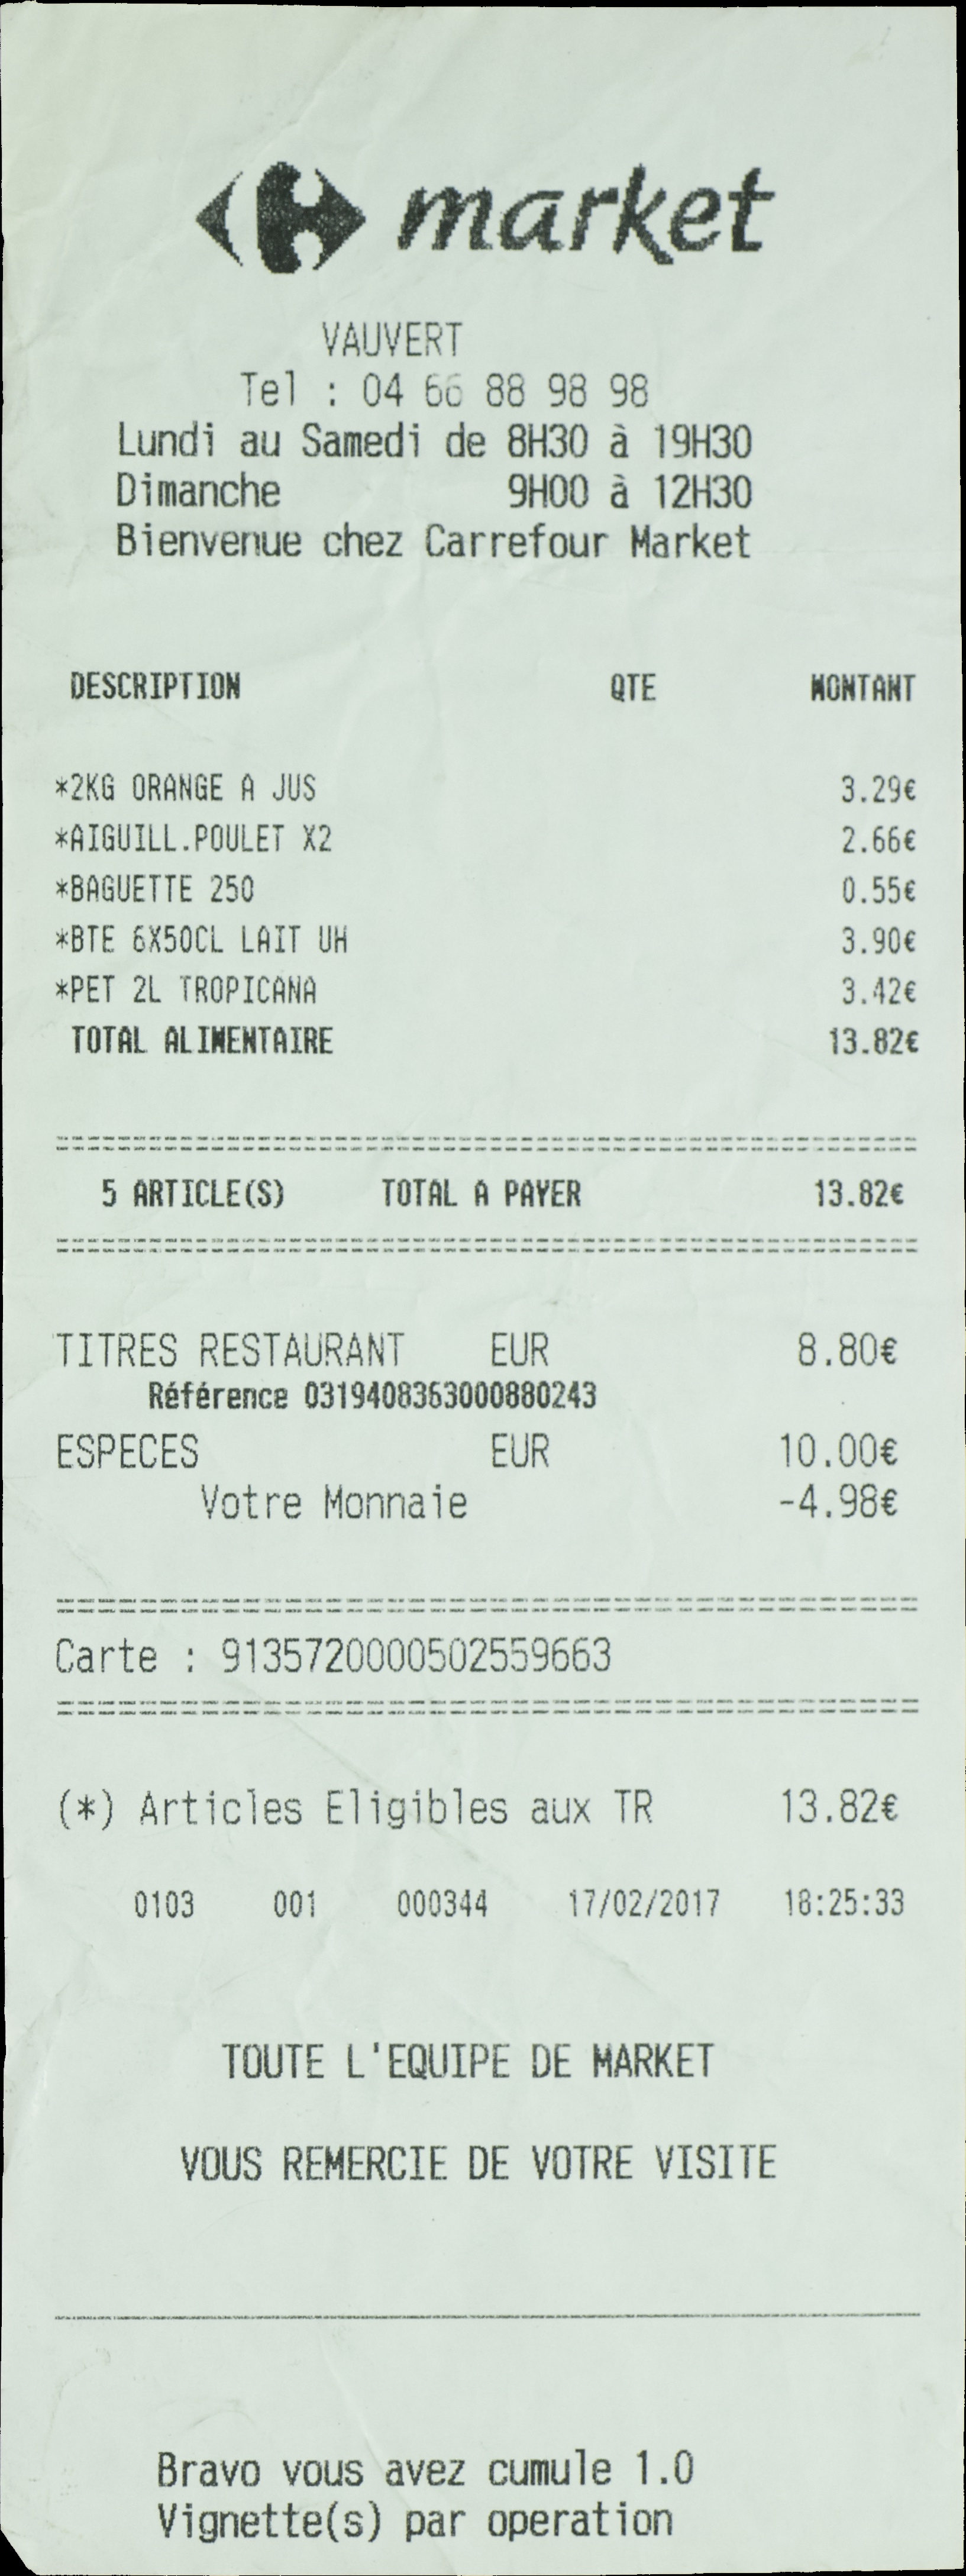 market
VAUVERT
Tel : 04 66 88 98 98
Lundi au Samedi de 8H30 à 19H30
Dimanche 9H00 à 12H30
Bienvenue chez Carrefour Market
DESCRIPTION QTE MONTANT
*2KG ORANGE A JUS 3.29€
*AIGUILL.POULET X2 2.66€
*BAGUETTE 250 0.55€
*BTE 6X50CL LAIT UH 3.90€
*PET 2L TROPICANA 3.42€
TOTAL ALIMENTAIRE 13.82€
5 ARTICLE(S) TOTAL A PAYER 13.82€
TITRES RESTAURANT EUR 8.80€
Référence 0319408363000880243
ESPECES EUR 10.00€
Votre Monnaie -4.98€
Carte : 9135720000502559663
(*) Articles Eligibles aux TR 13.82€
0103 001 000344 17/02/2017 18:25:33
TOUTE L'EQUIPE DE MARKET
VOUS REMERCIE DE VOTRE VISITE
Bravo vous avez cumule 1.0
Vignette(s) par operation